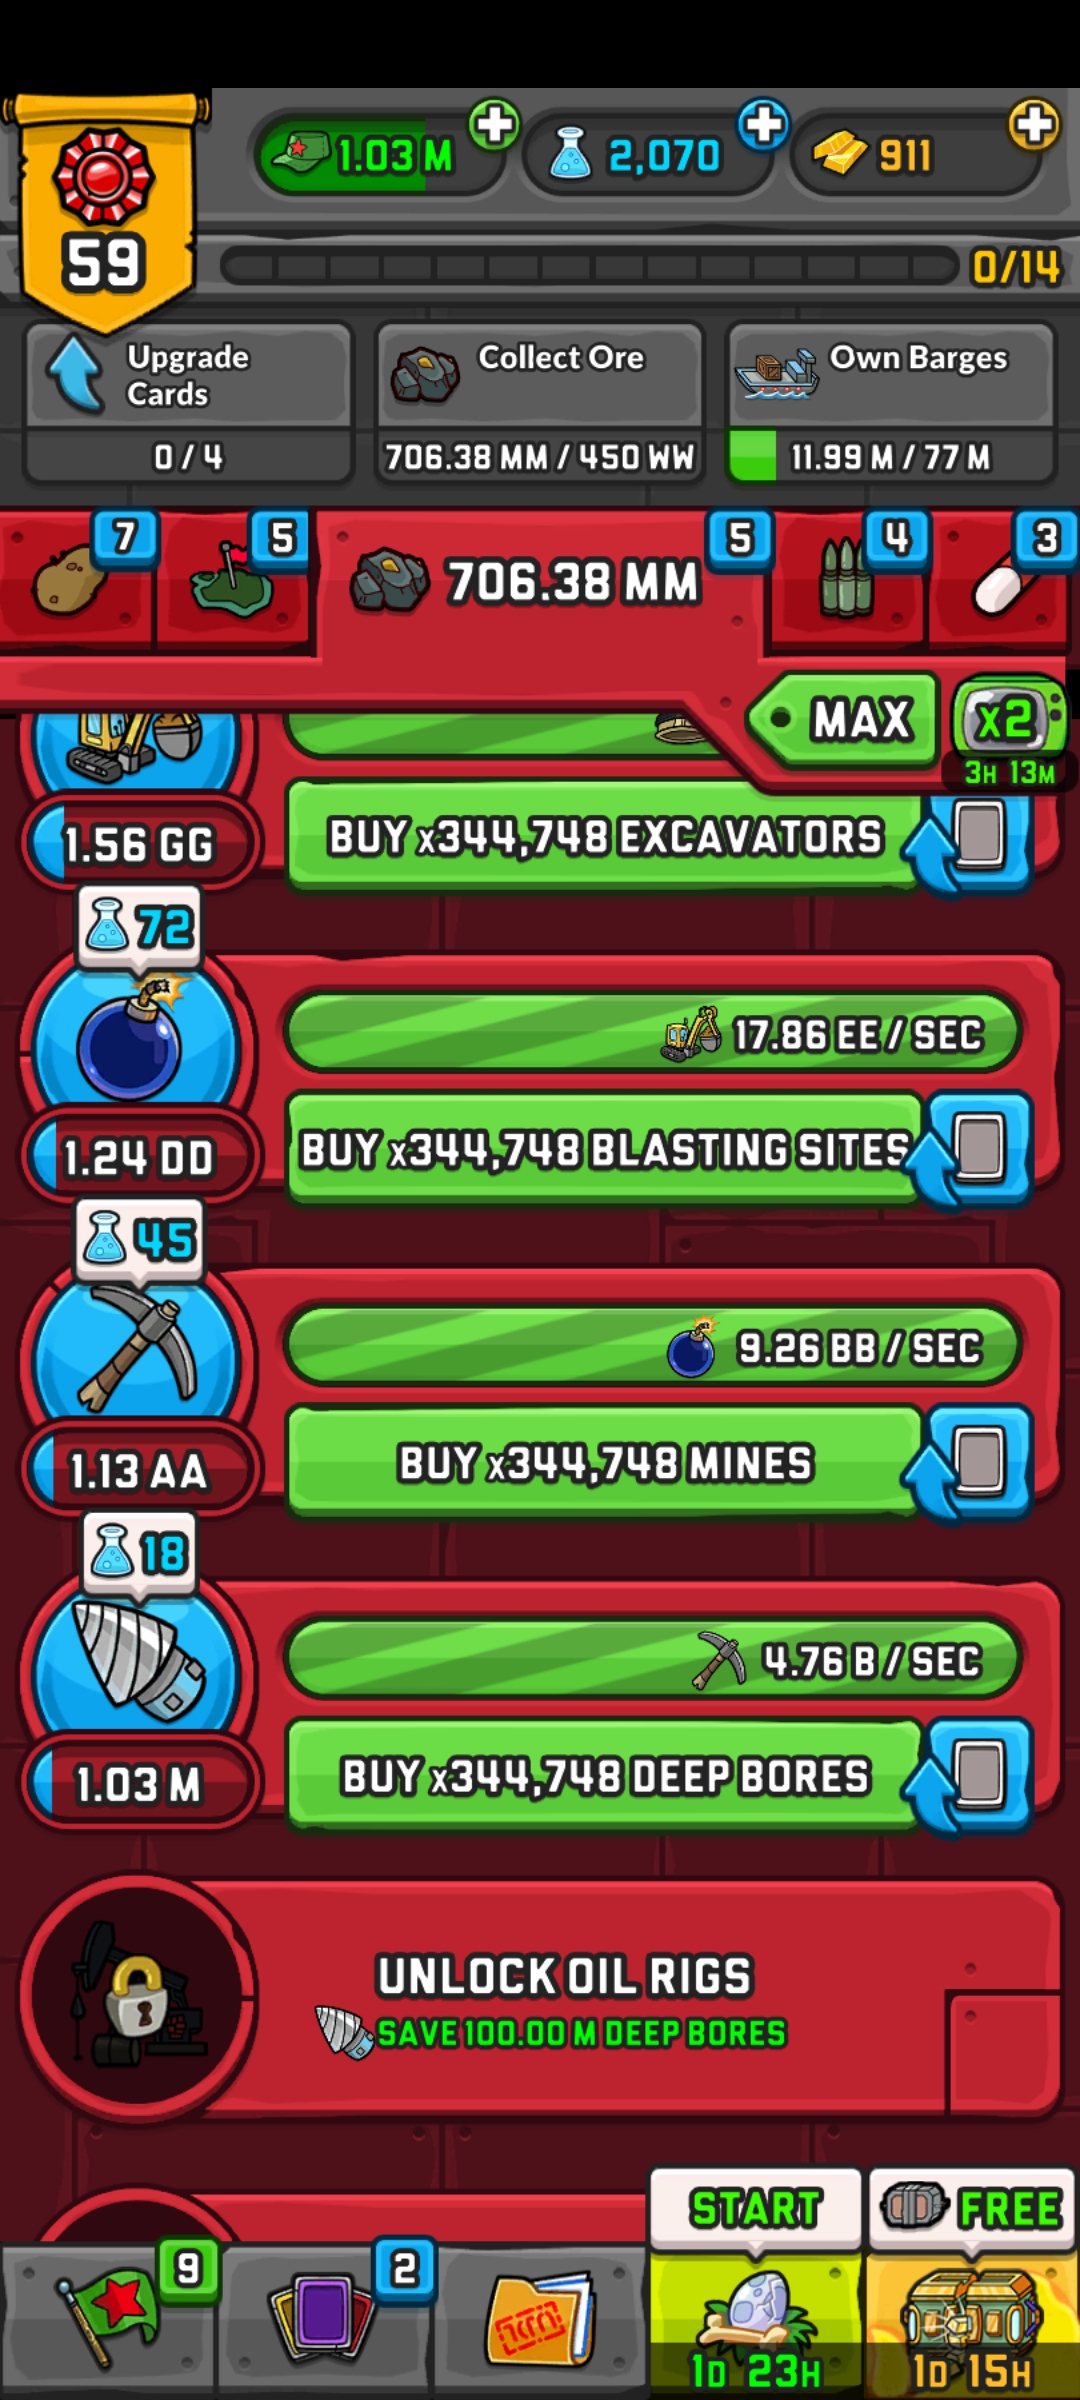 1.03 M
2,070
911
59
0/14
Upgrade
Cards
0 / 4
Collect Ore
706.38 MM / 450 WW
Own Barges
11.99 M / 77 M
7
5
706.38 MM
5
4
3
MAX
x2
3H 13M
1.56 GG
BUY x344,748 EXCAVATORS
72
17.86 EE / SEC
1.24 DD
BUY x344,748 BLASTING SITES
45
9.26 BB / SEC
1.13 AA
BUY x344,748 MINES
18
4.76 B / SEC
1.03 M
BUY x344,748 DEEP BORES
UNLOCK OIL RIGS
SAVE 100.00 M DEEP BORES
START
FREE
9
2
1D 23H
1D 15H